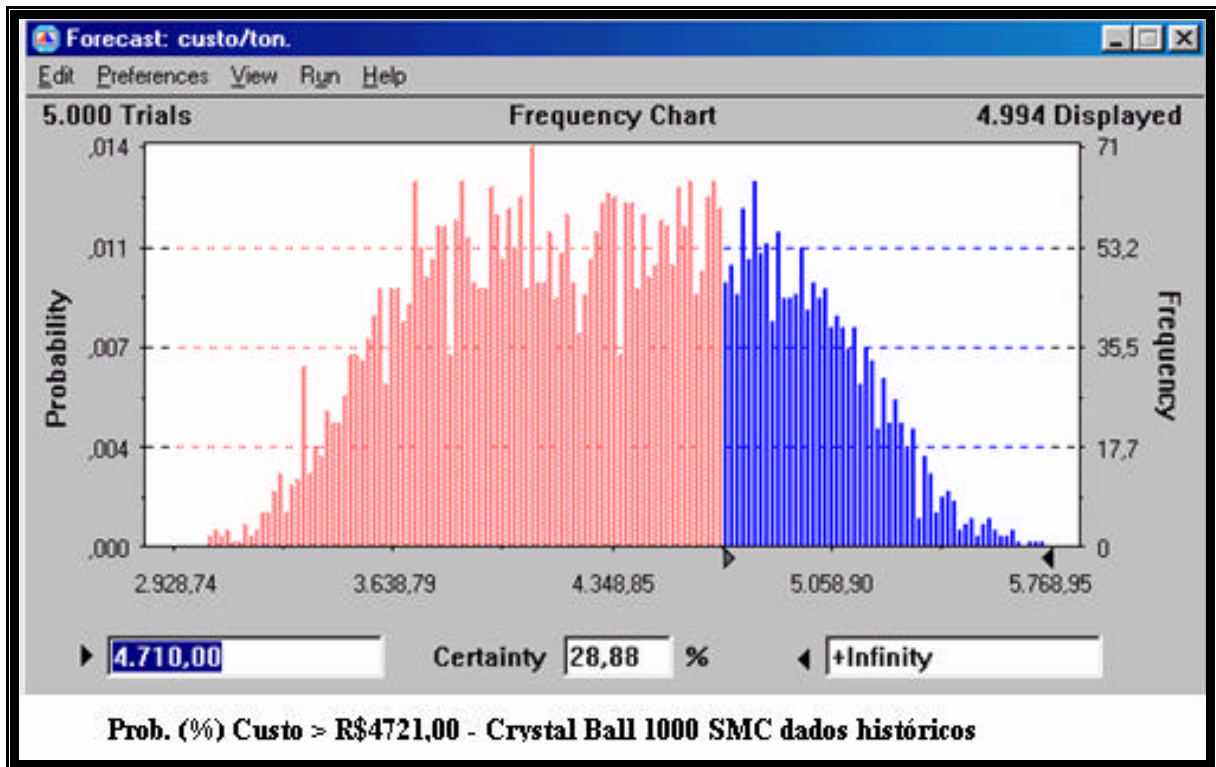 Forecast: custo/ton.
Edit Preferences View Run Help
5.000 Trials Frequency Chart 4.994 Displayed
,014 71
,011 53,2
,007 35,5
,004 17,7
,000 0
Probability
Frequency
2.928,74 3.638,79 4.348,85 5.058,90 5.768,95
4.710,00 Certainty 28,88 % +Infinity
Prob. (%) Custo > R$4721,00 - Crystal Ball 1000 SMC dados históricos